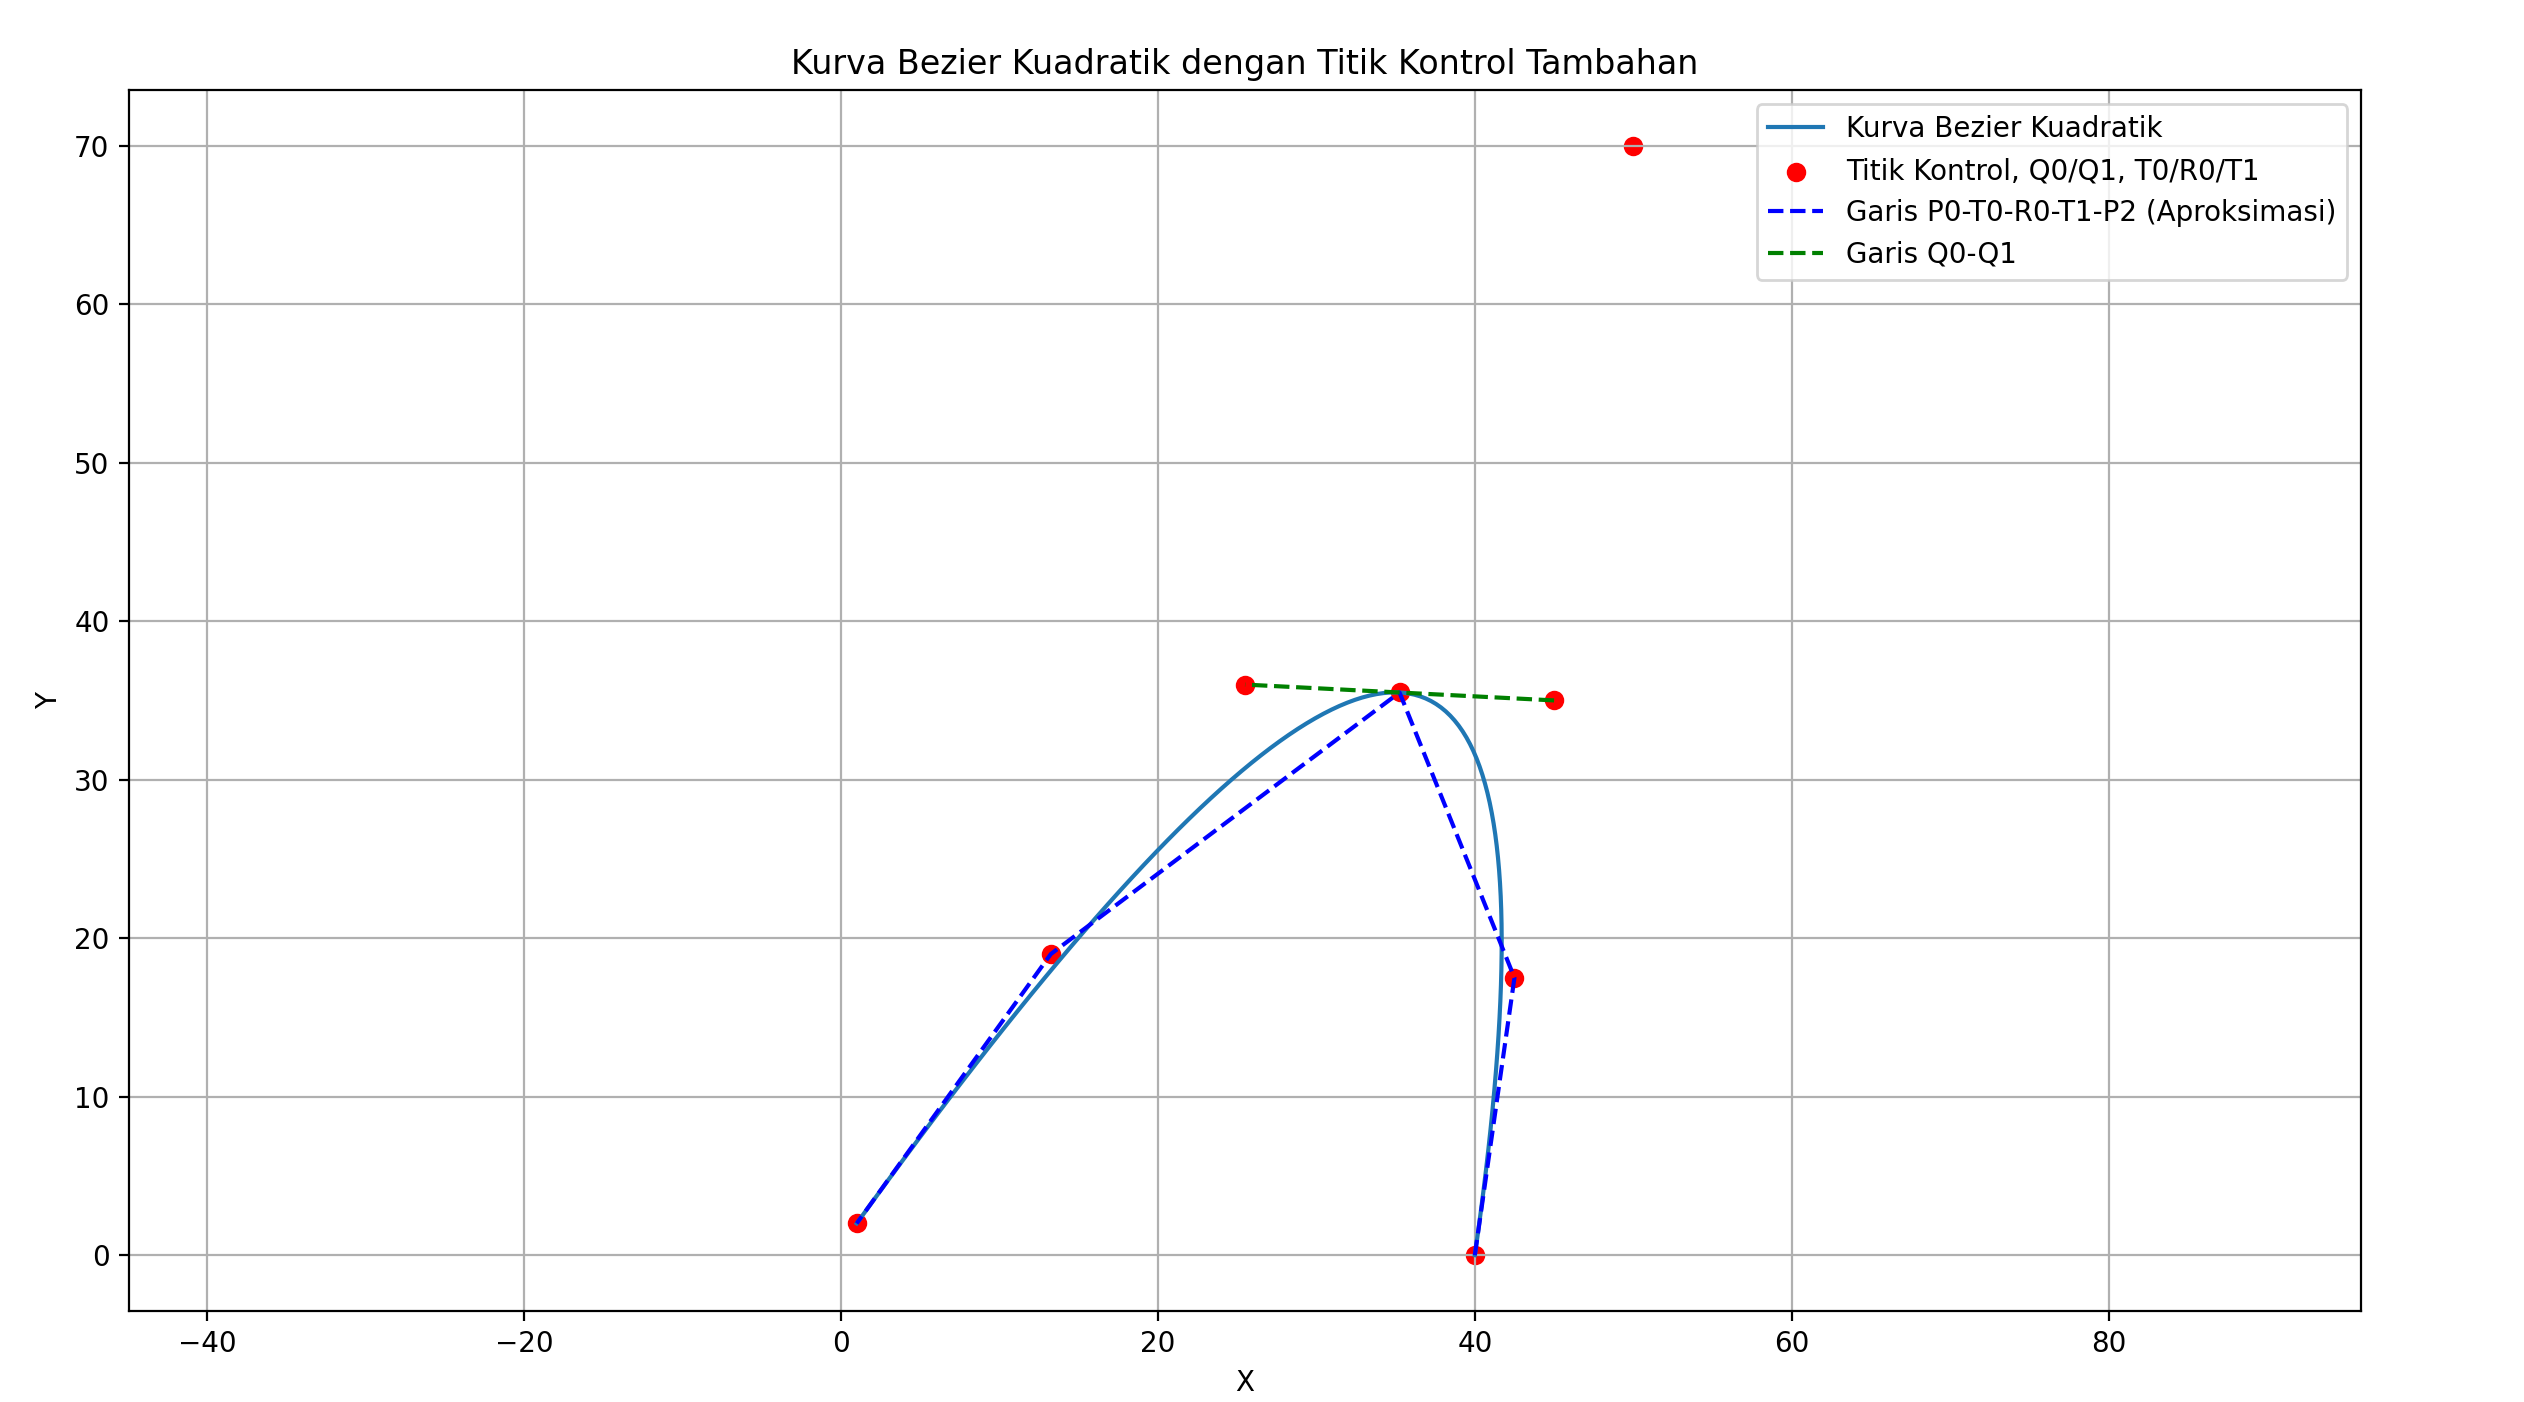 Kurva Bezier Kuadratik dengan Titik Kontrol Tambahan
Kurva Bezier Kuadratik
Titik Kontrol, Q0/Q1, T0/R0/T1
Garis P0-T0-R0-T1-P2 (Aproksimasi)
Garis Q0-Q1
70
60
50
40
30
20
10
0
Y
−40
−20
0
20
40
60
80
X